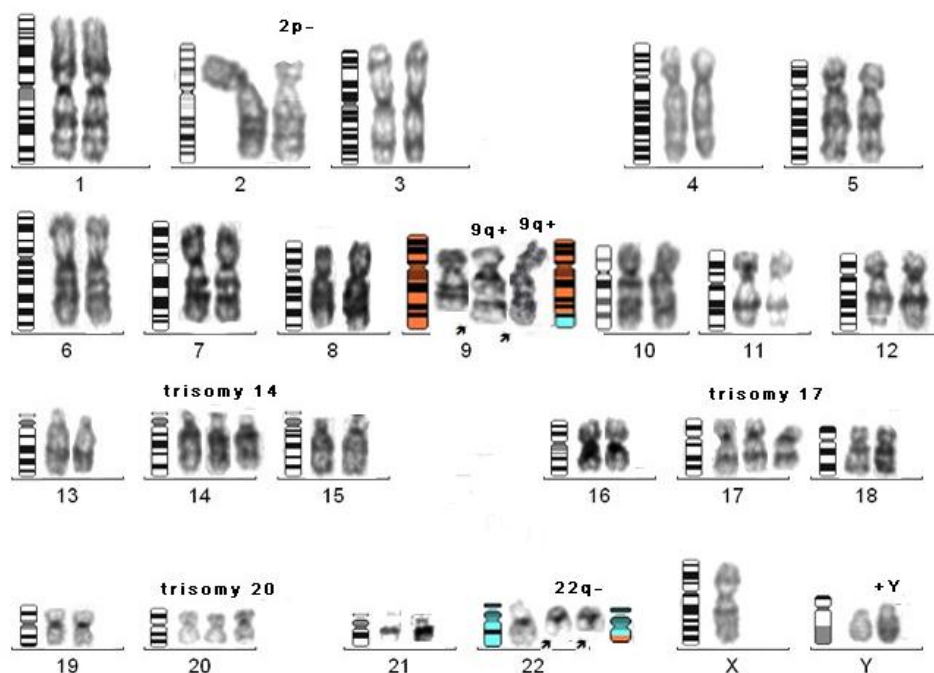 2p-
1 2 3 4 5
9q+ 9q+
6 7 8 9 10 11 12
trisomy 14 trisomy 17
13 14 15 16 17 18
trisomy 20 22q- +Y
19 20 21 22 X Y